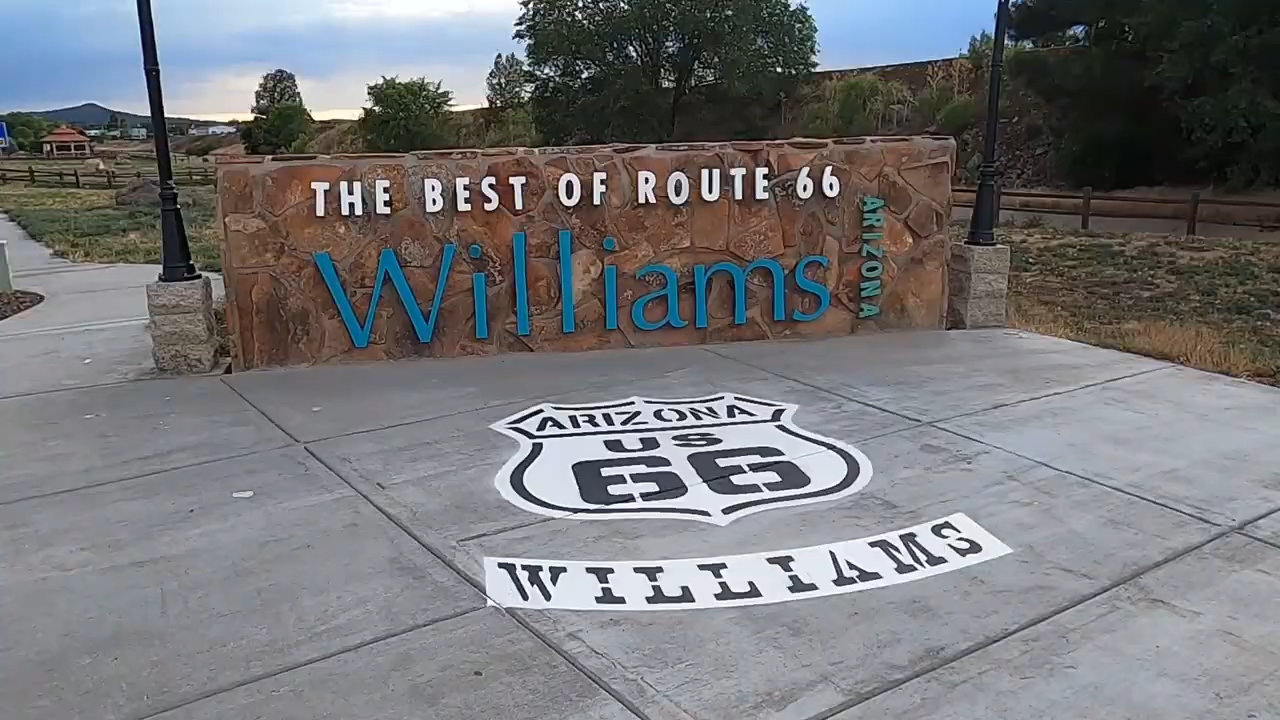 THE BEST OF ROUTE 66
Williams
ARIZONA
ARIZONA
US
66
WILLIAMS